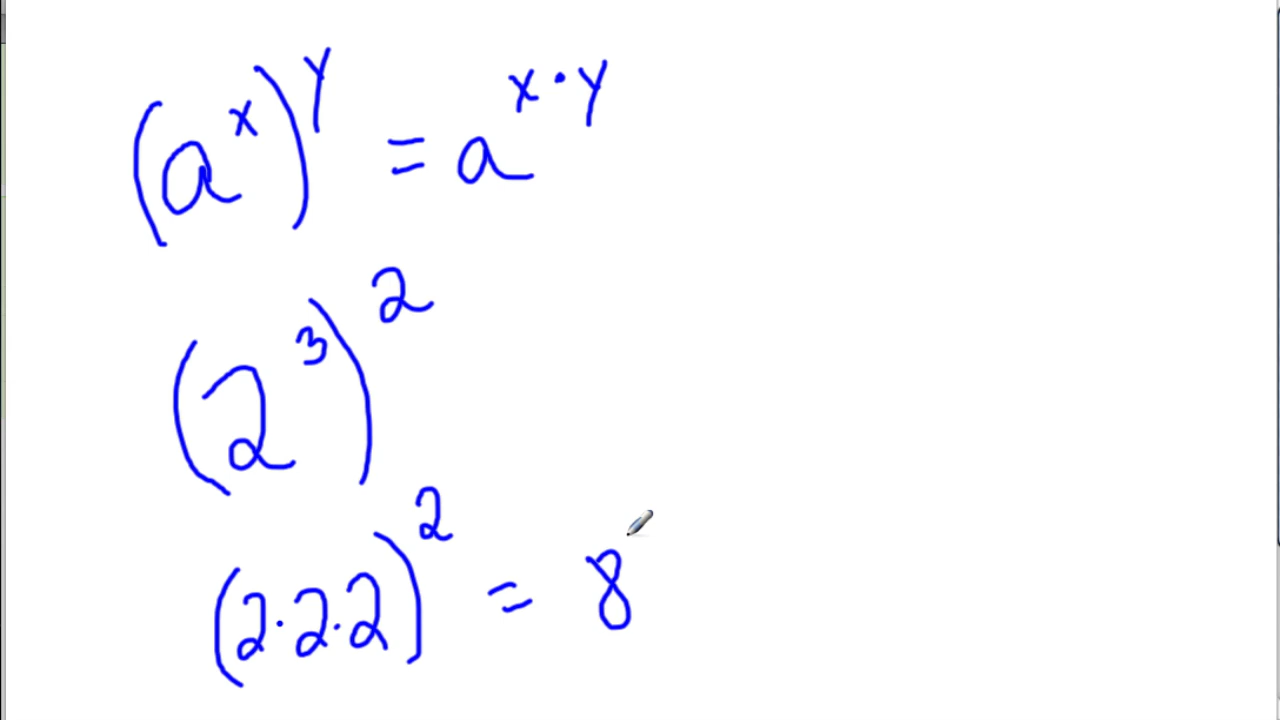 (a^x)^y = a^{x·y}
(2^3)^2
(2·2·2)^2 = 8